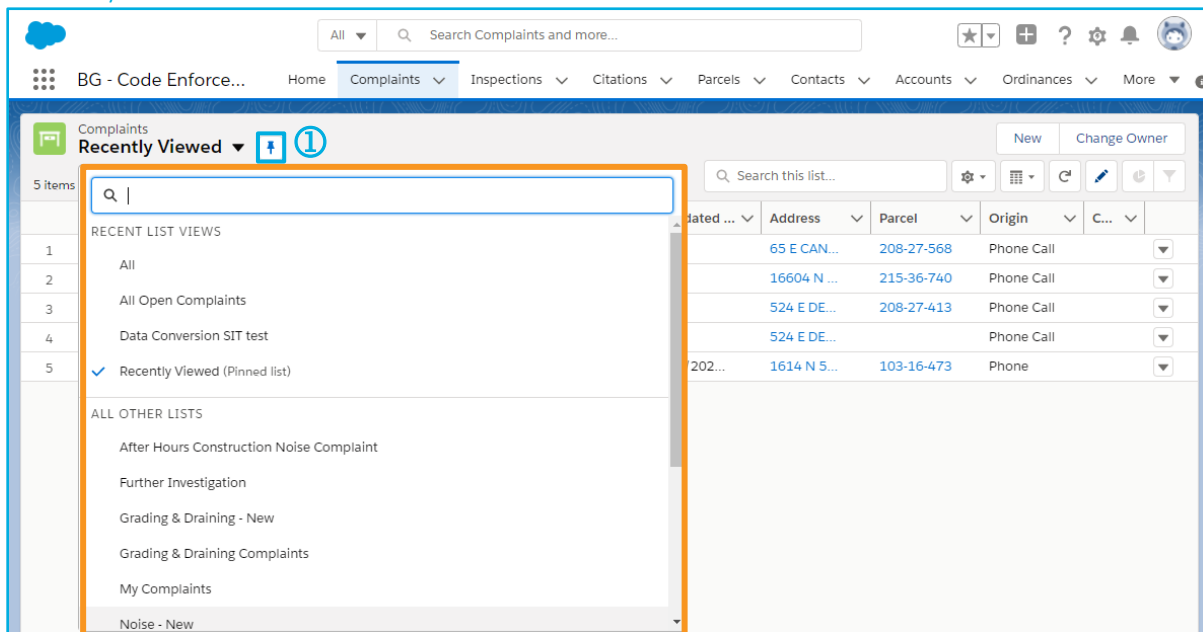 All
Search Complaints and more...
BG - Code Enforce...
Home
Complaints
Inspections
Citations
Parcels
Contacts
Accounts
Ordinances
More
Complaints
Recently Viewed
①
New
Change Owner
5 items
Search this list...
RECENT LIST VIEWS
All
All Open Complaints
Data Conversion SIT test
Recently Viewed (Pinned list)
ALL OTHER LISTS
After Hours Construction Noise Complaint
Further Investigation
Grading & Draining - New
Grading & Draining Complaints
My Complaints
Noise - New
dated ... Address Parcel Origin C...
1 65 E CAN... 208-27-568 Phone Call
2 16604 N ... 215-36-740 Phone Call
3 524 E DE... 208-27-413 Phone Call
4 524 E DE... Phone Call
5 /202... 1614 N 5... 103-16-473 Phone